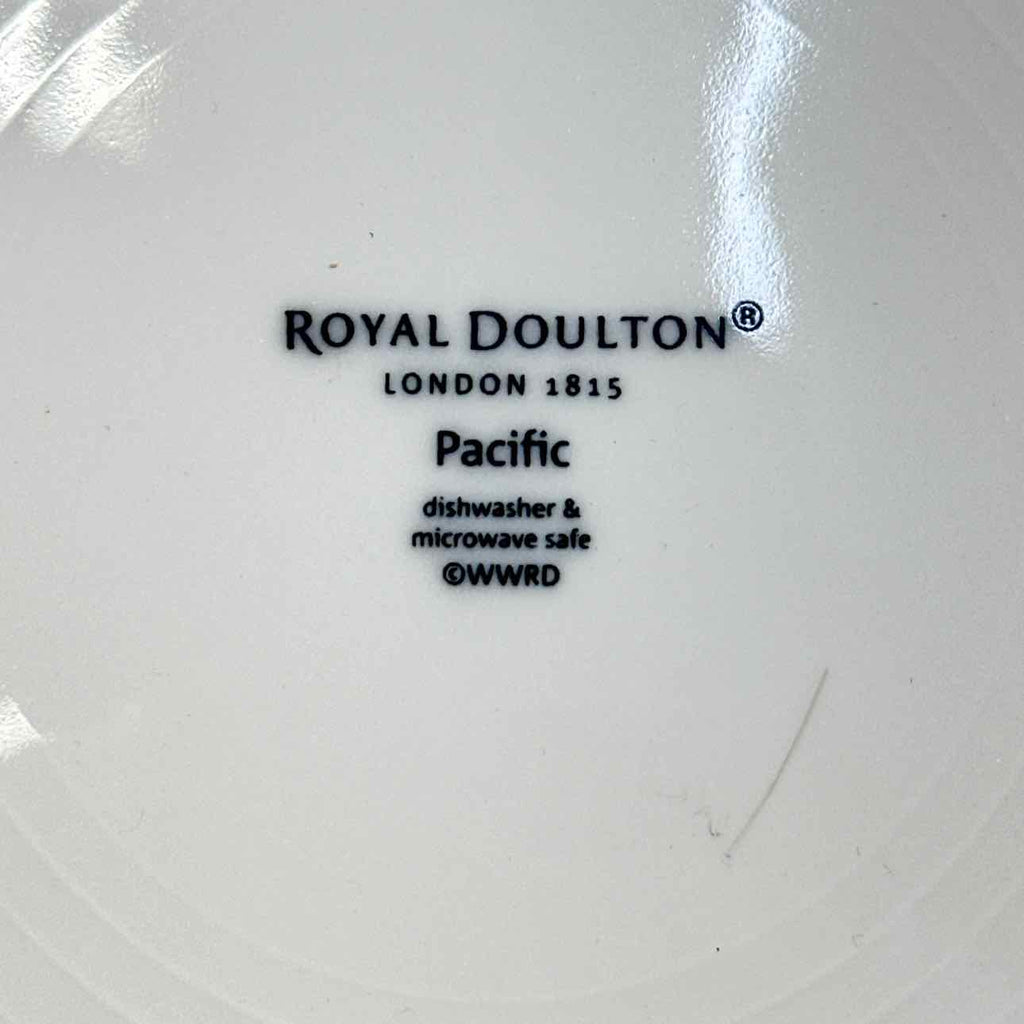 ROYAL DOULTON®
LONDON 1815
Pacific
dishwasher &
microwave safe
©WWRD